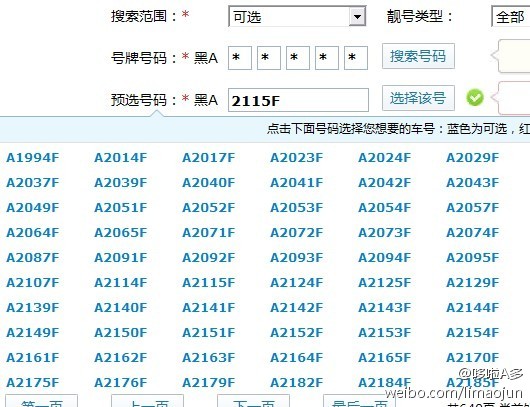 搜索范围：* 可选 靓号类型： 全部
号牌号码：* 黑A * * * * * 搜索号码
预选号码：* 黑A 2115F 选择该号
点击下面号码选择您想要的车号：蓝色为可选，红
A1994F A2014F A2017F A2023F A2024F A2029F
A2037F A2039F A2040F A2041F A2042F A2043F
A2049F A2051F A2052F A2053F A2054F A2057F
A2064F A2065F A2071F A2072F A2073F A2074F
A2087F A2091F A2092F A2093F A2094F A2095F
A2107F A2114F A2115F A2124F A2125F A2129F
A2139F A2140F A2141F A2142F A2143F A2144F
A2149F A2150F A2151F A2152F A2153F A2154F
A2161F A2162F A2163F A2164F A2165F A2170F
A2175F A2176F A2179F A2182F A2184F A2185F
@哆啦A多
weibo.com/limaojun
第一页 上一页 下一页 最后一页